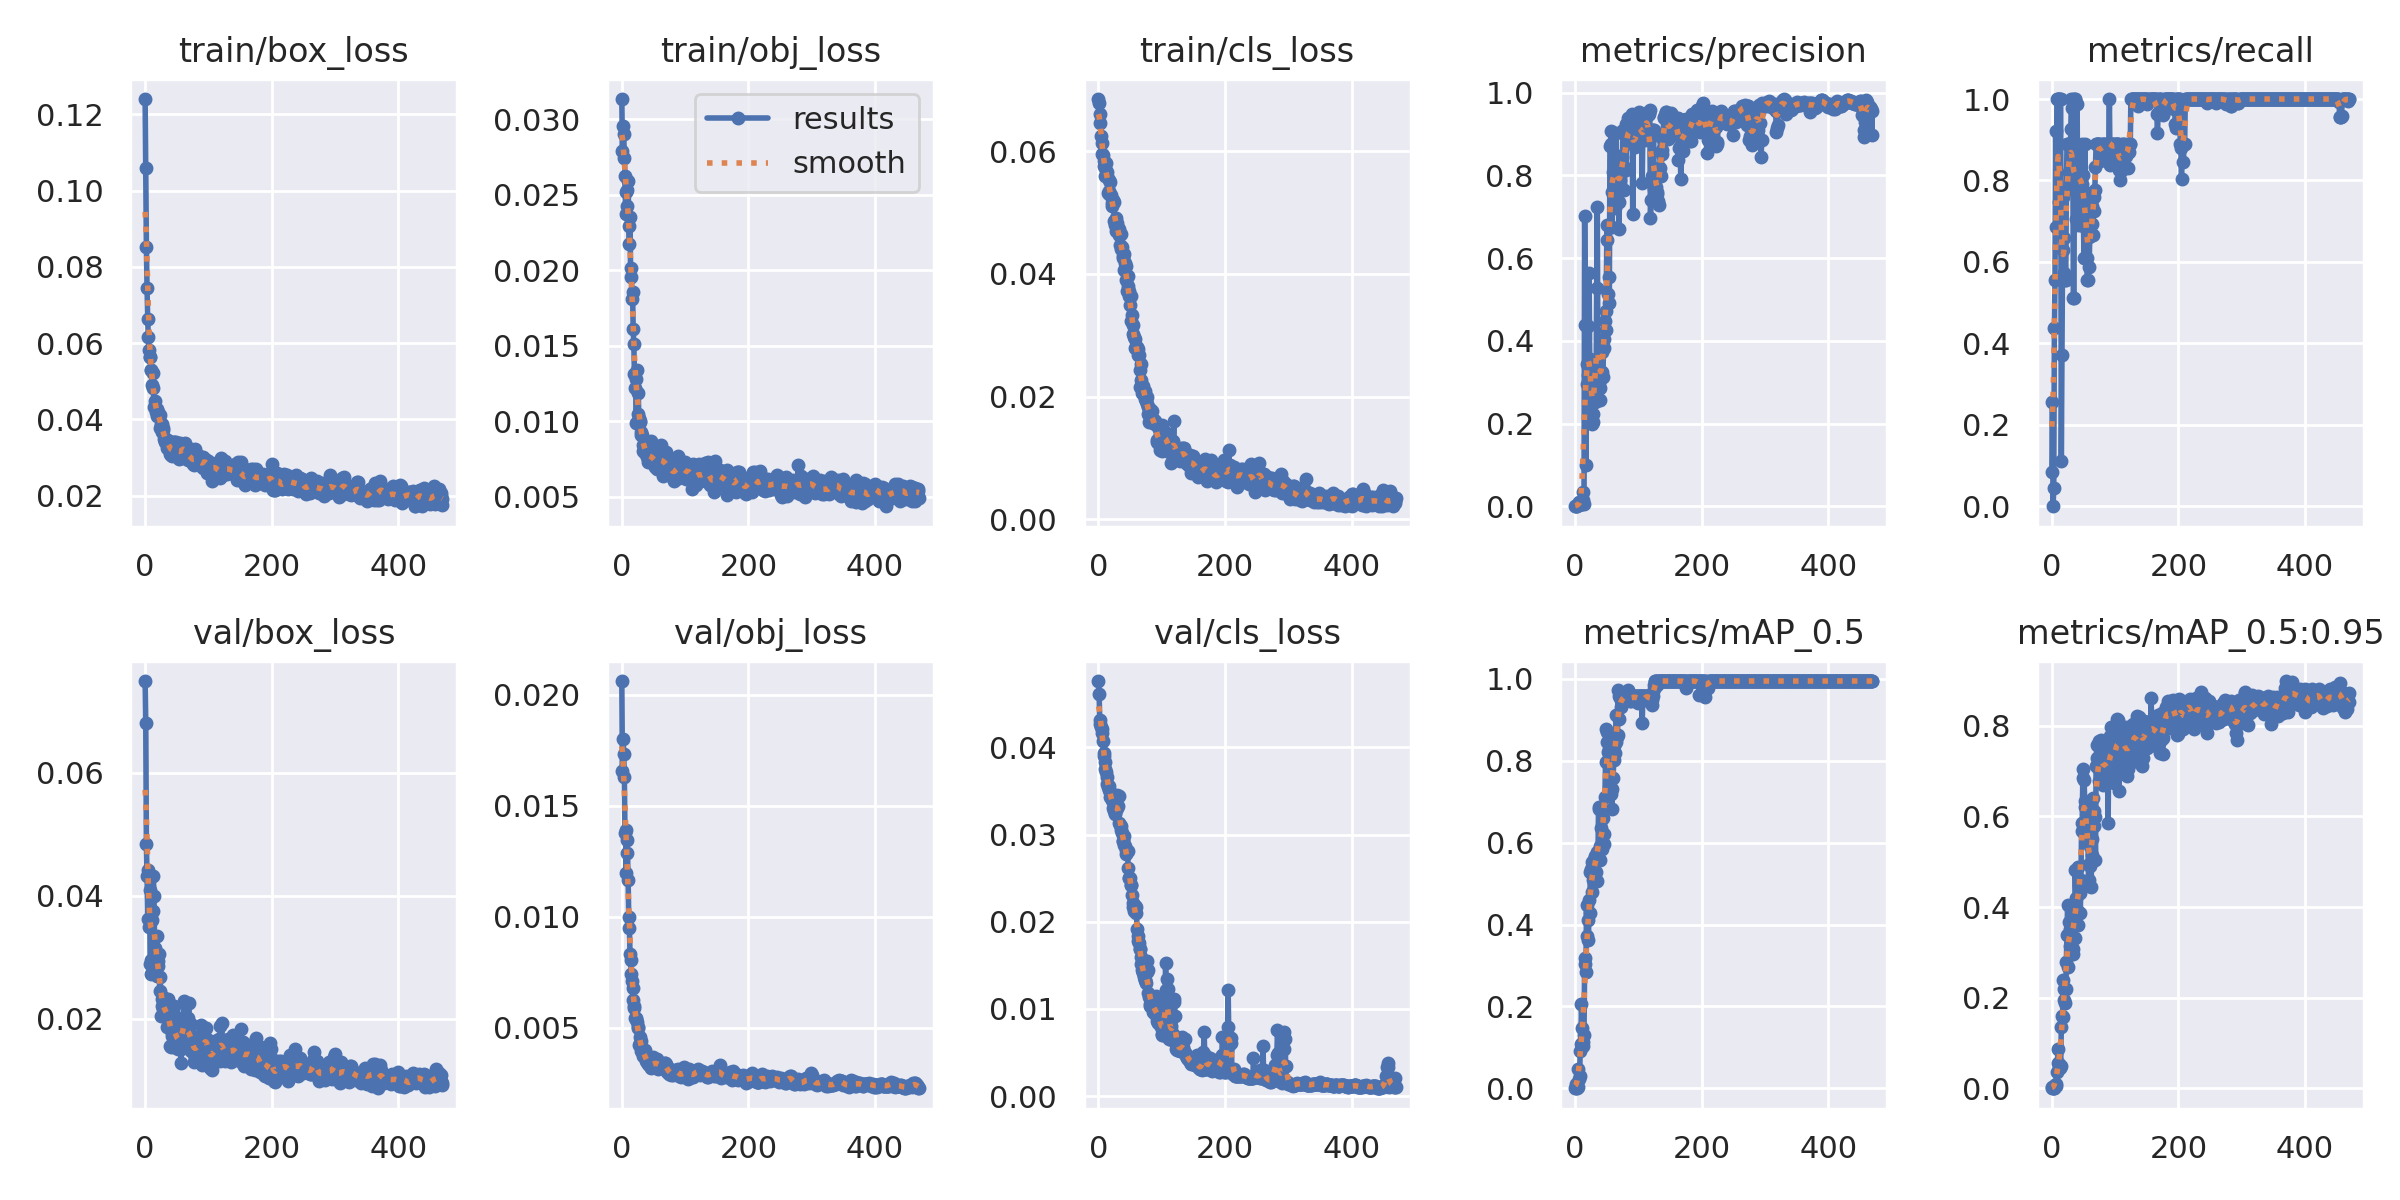 train/box_loss
train/obj_loss
train/cls_loss
metrics/precision
metrics/recall
0.12
0.10
0.08
0.06
0.04
0.02
0 200 400
0.030
0.025
0.020
0.015
0.010
0.005
0 200 400
results
smooth
0.06
0.04
0.02
0.00
0 200 400
1.0
0.8
0.6
0.4
0.2
0.0
0 200 400
1.0
0.8
0.6
0.4
0.2
0.0
0 200 400
val/box_loss
val/obj_loss
val/cls_loss
metrics/mAP_0.5
metrics/mAP_0.5:0.95
0.06
0.04
0.02
0 200 400
0.020
0.015
0.010
0.005
0 200 400
0.04
0.03
0.02
0.01
0.00
0 200 400
1.0
0.8
0.6
0.4
0.2
0.0
0 200 400
0.8
0.6
0.4
0.2
0.0
0 200 400